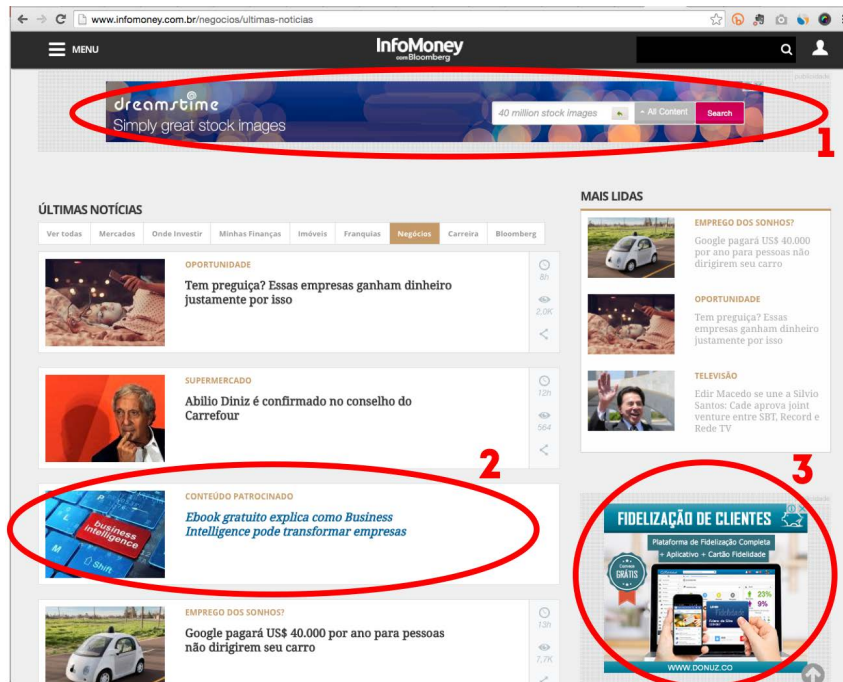 www.infomoney.com.br/negocios/ultimas-noticias
MENU
InfoMoney
com Bloomberg
publicidade
dreamstime
Simply great stock images
40 million stock images
All Content
Search
1
ÚLTIMAS NOTÍCIAS
Ver todas
Mercados
Onde Investir
Minhas Finanças
Imóveis
Franquias
Negócios
Carreira
Bloomberg
OPORTUNIDADE
Tem preguiça? Essas empresas ganham dinheiro
justamente por isso
8h
2,0K
SUPERMERCADO
Abilio Diniz é confirmado no conselho do
Carrefour
12h
564
2
CONTEÚDO PATROCINADO
Ebook gratuito explica como Business
Intelligence pode transformar empresas
business
intelligence
Shift
EMPREGO DOS SONHOS?
Google pagará US$ 40.000 por ano para pessoas
não dirigirem seu carro
13h
7,7K
MAIS LIDAS
EMPREGO DOS SONHOS?
Google pagará US$ 40.000
por ano para pessoas não
dirigirem seu carro
OPORTUNIDADE
Tem preguiça? Essas
empresas ganham dinheiro
justamente por isso
TELEVISÃO
Edir Macedo se une a Silvio
Santos: Cade aprova joint
venture entre SBT, Record e
Rede TV
3
FIDELIZAÇÃO DE CLIENTES
Plataforma de Fidelização Completa
+ Aplicativo + Cartão Fidelidade
GRÁTIS
23%
9%
WWW.DONUZ.CO